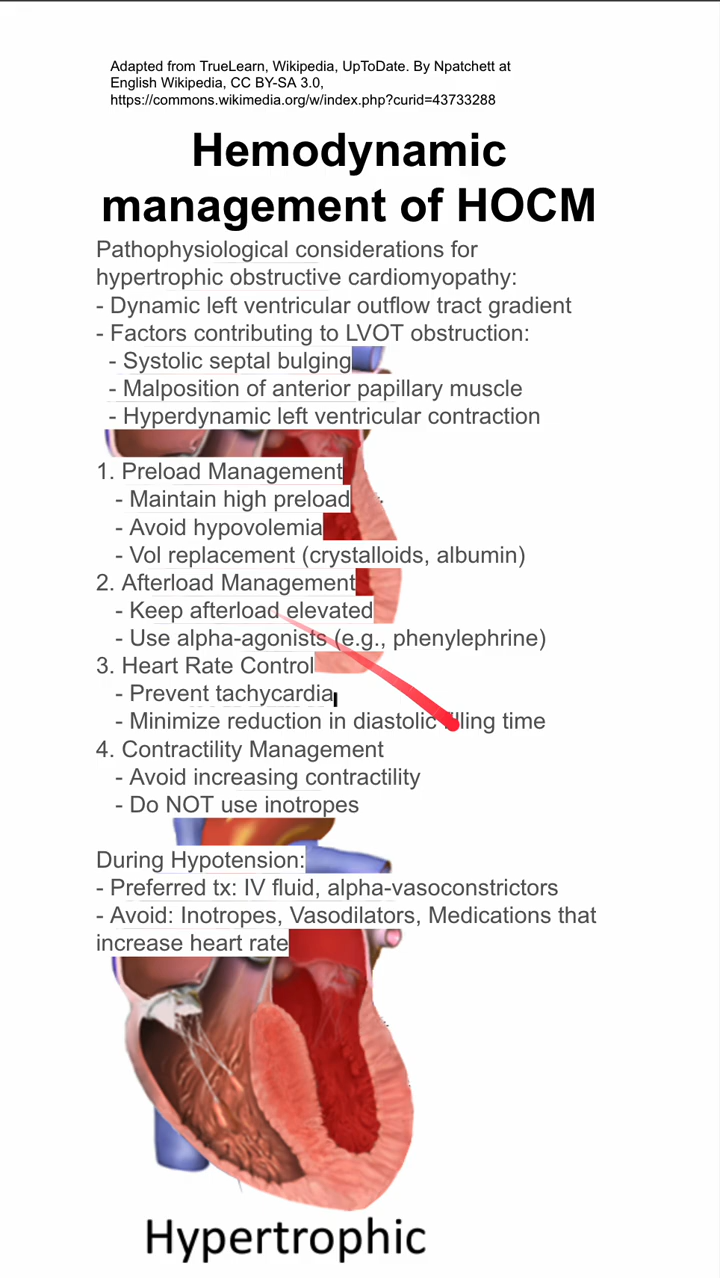 Adapted from TrueLearn, Wikipedia, UpToDate. By Npatchett at
English Wikipedia, CC BY-SA 3.0,
https://commons.wikimedia.org/w/index.php?curid=43733288
Hemodynamic
management of HOCM
Pathophysiological considerations for
hypertrophic obstructive cardiomyopathy:
- Dynamic left ventricular outflow tract gradient
- Factors contributing to LVOT obstruction:
- Systolic septal bulging
- Malposition of anterior papillary muscle
- Hyperdynamic left ventricular contraction
1. Preload Management
- Maintain high preload
- Avoid hypovolemia
- Vol replacement (crystalloids, albumin)
2. Afterload Management
- Keep afterload elevated
- Use alpha-agonists (e.g., phenylephrine)
3. Heart Rate Control
- Prevent tachycardia
- Minimize reduction in diastolic filling time
4. Contractility Management
- Avoid increasing contractility
- Do NOT use inotropes
During Hypotension:
- Preferred tx: IV fluid, alpha-vasoconstrictors
- Avoid: Inotropes, Vasodilators, Medications that
increase heart rate
Hypertrophic